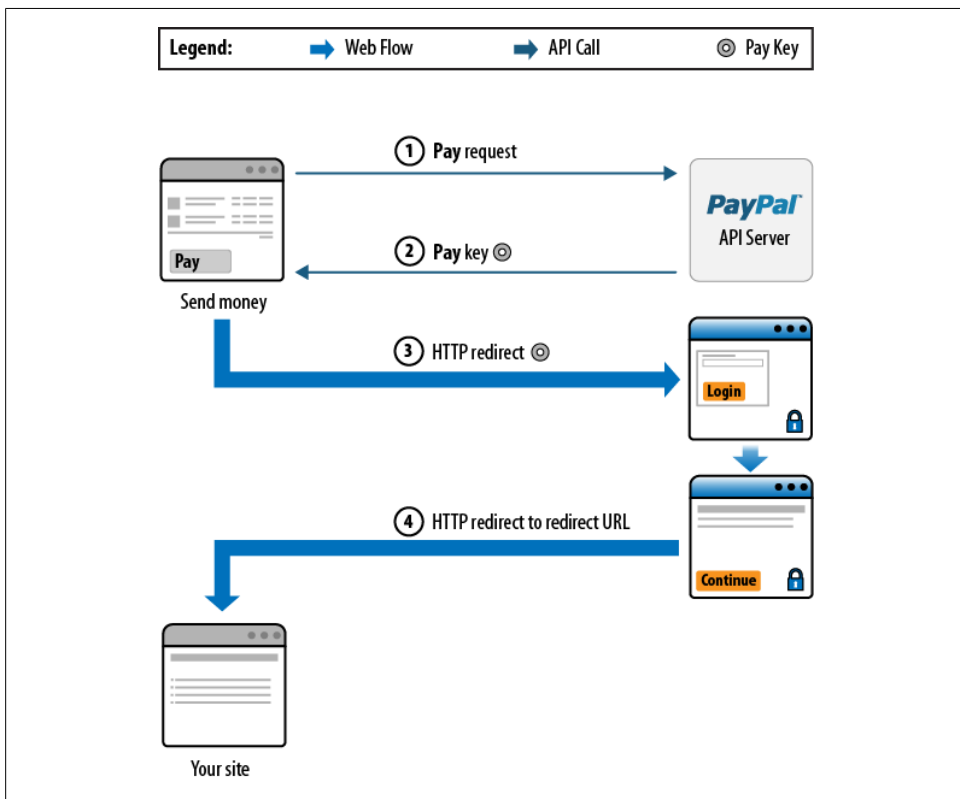 Legend: Web Flow API Call Pay Key
1 Pay request
PayPal
API Server
2 Pay key
Pay
Send money
3 HTTP redirect
Login
4 HTTP redirect to redirect URL
Continue
Your site